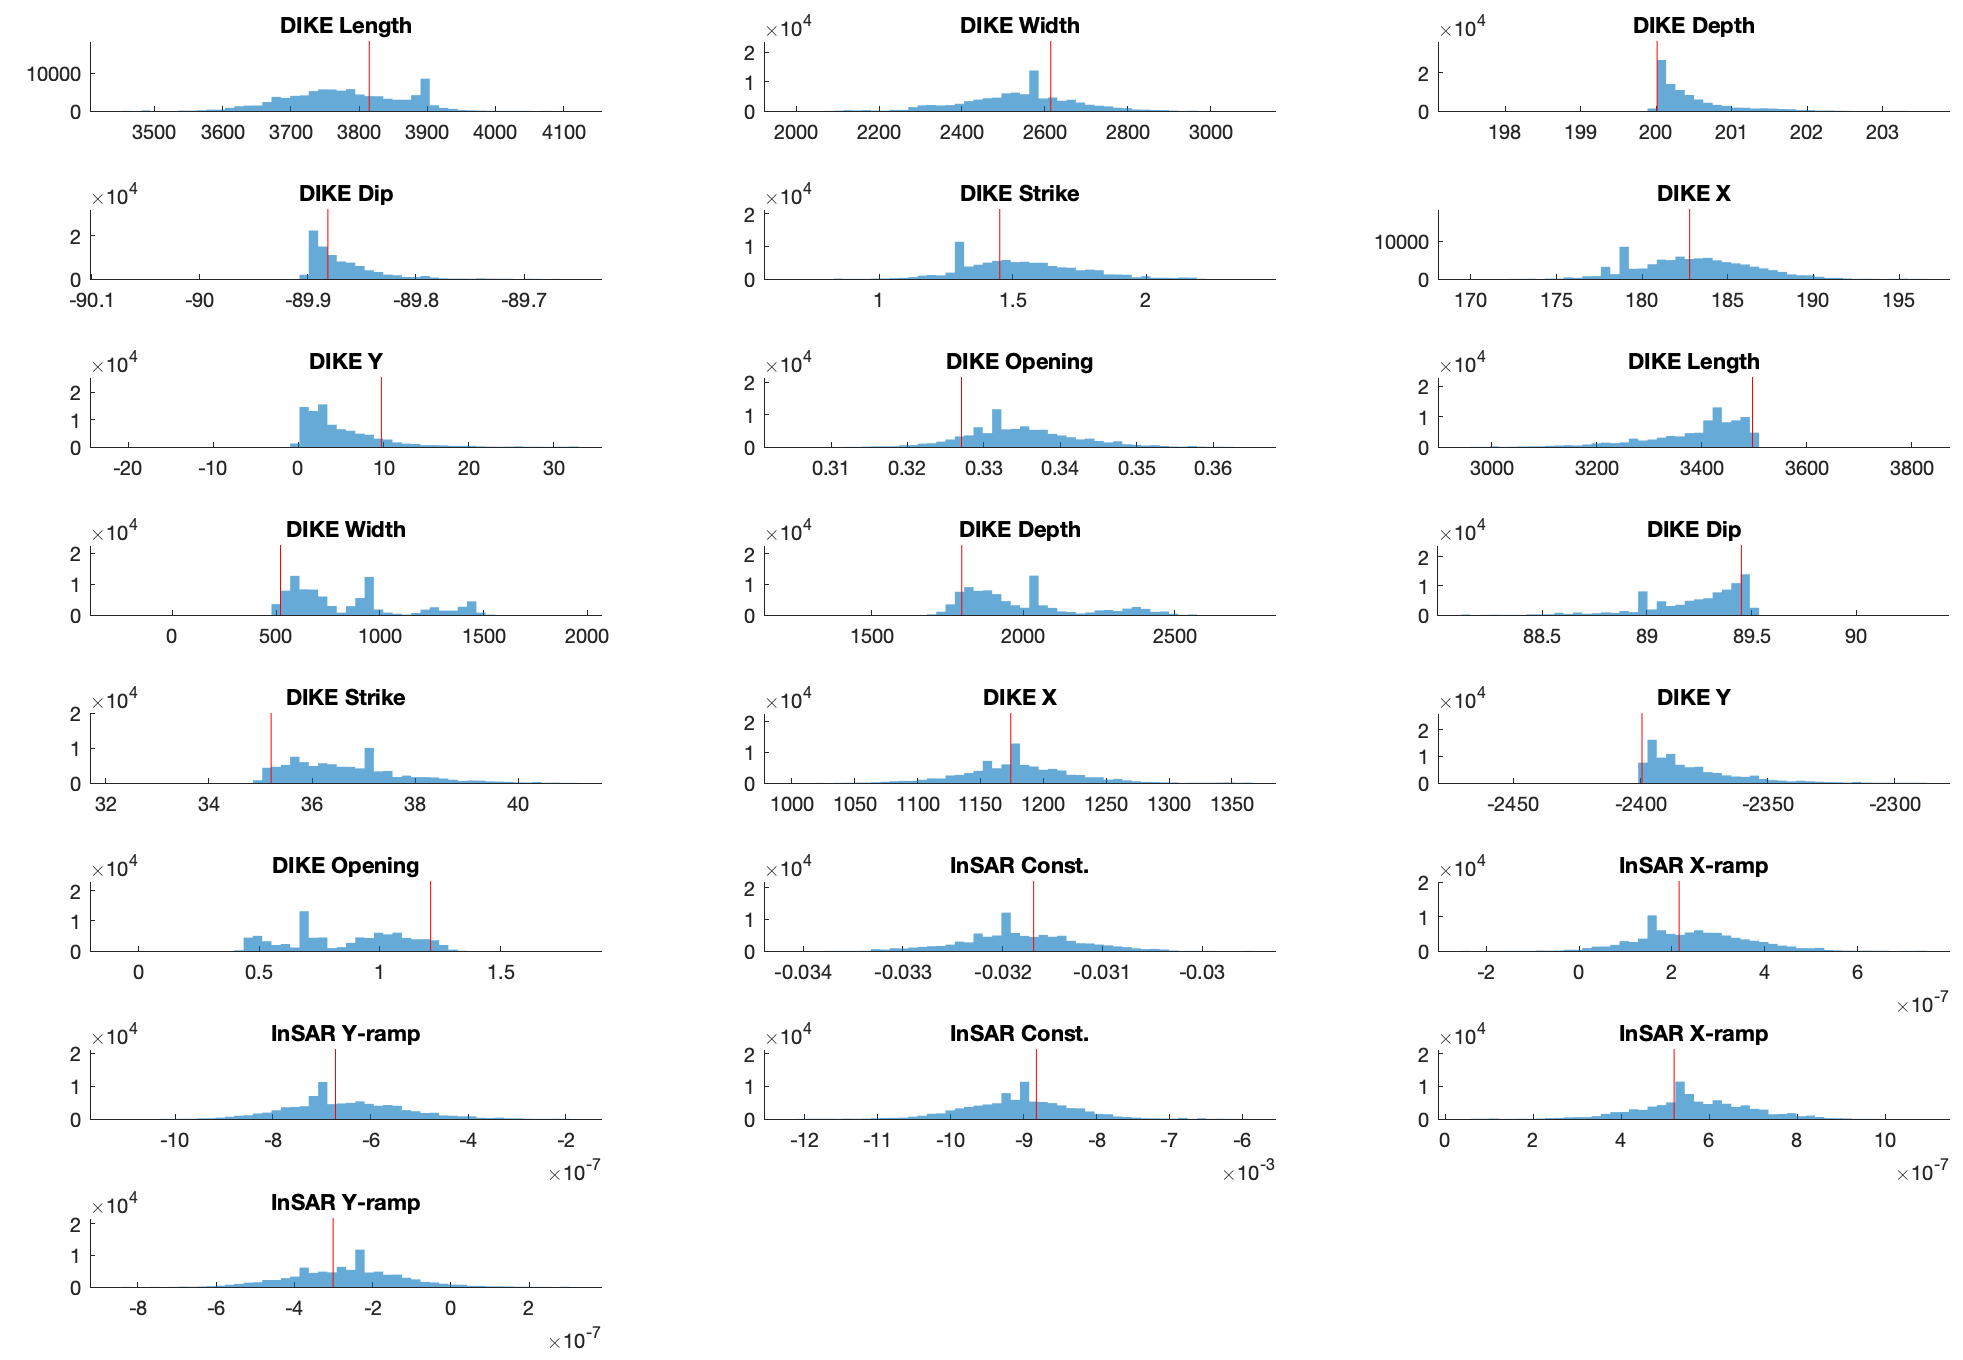 DIKE Length
10000
0
3500 3600 3700 3800 3900 4000 4100
DIKE Width
×10^4
2
1
0
2000 2200 2400 2600 2800 3000
DIKE Depth
×10^4
2
0
198 199 200 201 202 203
DIKE Dip
×10^4
2
0
-90.1 -90 -89.9 -89.8 -89.7
DIKE Strike
×10^4
2
1
0
1 1.5 2
DIKE X
10000
0
170 175 180 185 190 195
DIKE Y
×10^4
2
1
0
-20 -10 0 10 20 30
DIKE Opening
×10^4
2
1
0
0.31 0.32 0.33 0.34 0.35 0.36
DIKE Length
×10^4
2
1
0
3000 3200 3400 3600 3800
DIKE Width
×10^4
2
1
0
0 500 1000 1500 2000
DIKE Depth
×10^4
2
1
0
1500 2000 2500
DIKE Dip
×10^4
2
1
0
88.5 89 89.5 90
DIKE Strike
×10^4
2
1
0
32 34 36 38 40
DIKE X
×10^4
2
1
0
1000 1050 1100 1150 1200 1250 1300 1350
DIKE Y
×10^4
2
1
0
-2450 -2400 -2350 -2300
DIKE Opening
×10^4
2
1
0
0 0.5 1 1.5
InSAR Const.
×10^4
2
1
0
-0.034 -0.033 -0.032 -0.031 -0.03
InSAR X-ramp
×10^4
2
1
0
-2 0 2 4 6
×10^-7
InSAR Y-ramp
×10^4
2
1
0
-10 -8 -6 -4 -2
×10^-7
InSAR Const.
×10^4
2
1
0
-12 -11 -10 -9 -8 -7 -6
×10^-3
InSAR X-ramp
×10^4
2
1
0
0 2 4 6 8 10
×10^-7
InSAR Y-ramp
×10^4
2
1
0
-8 -6 -4 -2 0 2
×10^-7